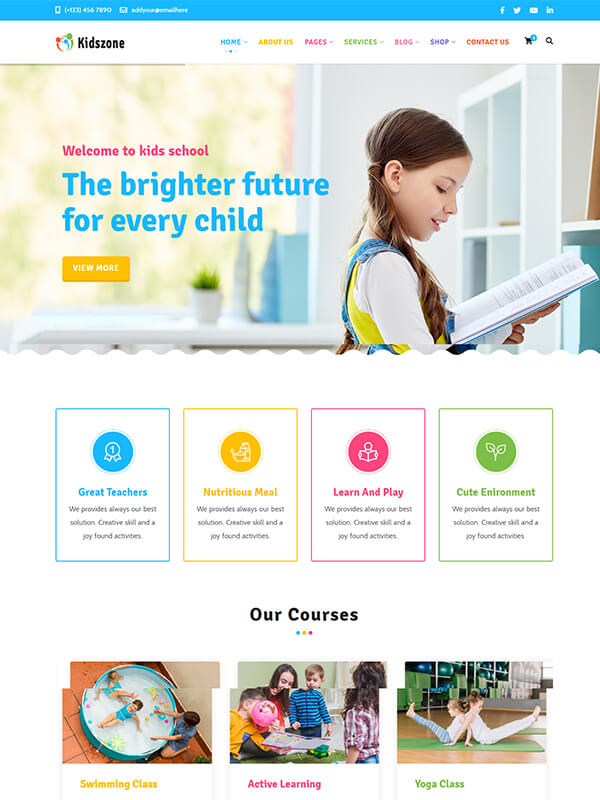 (+123) 456 7890 addyour@emailhere
Kidszone
HOME ABOUT US PAGES SERVICES BLOG SHOP CONTACT US
Welcome to kids school
The brighter future
for every child
VIEW MORE
1
Great Teachers
We provides always our best
solution. Creative skill and a
joy found activities.
Nutritious Meal
We provides always our best
solution. Creative skill and a
joy found activities.
Learn And Play
We provides always our best
solution. Creative skill and a
joy found activities.
Cute Enironment
We provides always our best
solution. Creative skill and a
joy found activities.
Our Courses
Swimming Class
Active Learning
Yoga Class